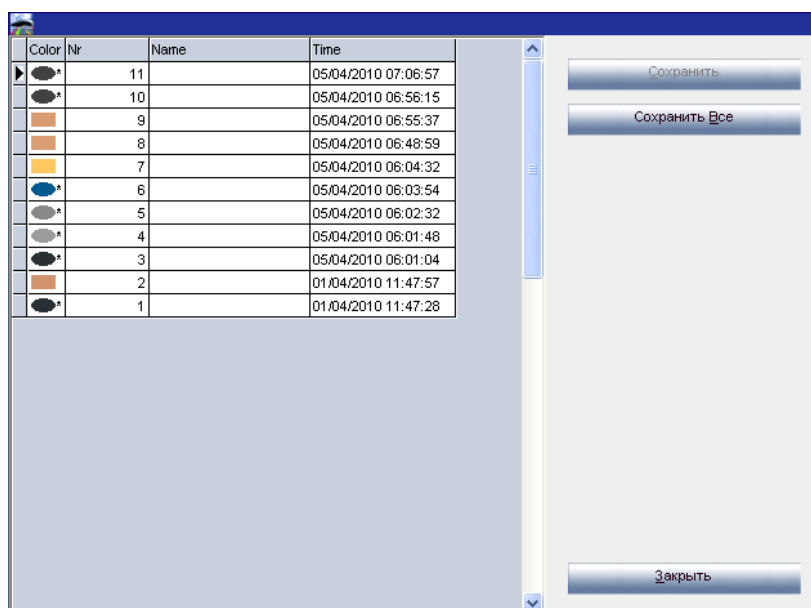 Color Nr Name Time
* 11 05/04/2010 07:06:57
Сохранить
* 10 05/04/2010 06:56:15
9 05/04/2010 06:55:37
Сохранить Все
8 05/04/2010 06:48:59
7 05/04/2010 06:04:32
* 6 05/04/2010 06:03:54
* 5 05/04/2010 06:02:32
* 4 05/04/2010 06:01:48
* 3 05/04/2010 06:01:04
2 01/04/2010 11:47:57
* 1 01/04/2010 11:47:28
Закрыть